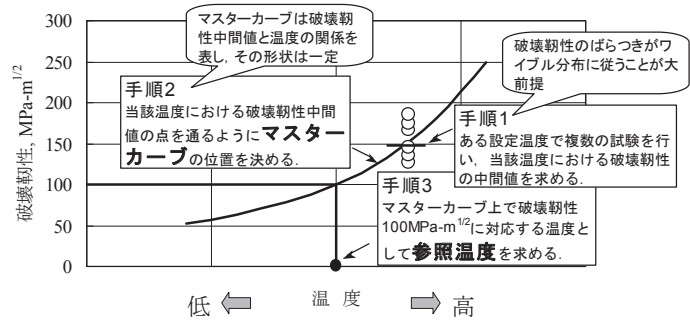 マスターカーブは破壊靭
性中間値と温度の関係を
表し，その形状は一定
破壊靭性のばらつきがワ
イブル分布に従うことが大
前提
手順2
当該温度における破壊靭性中間
値の点を通るようにマスター
カーブの位置を決める．
手順1
ある設定温度で複数の試験を行
い，当該温度における破壊靭性
の中間値を求める．
手順3
マスターカーブ上で破壊靭性
100MPa-m1/2に対応する温度と
して参照温度を求める．
破壊靭性, MPa-m1/2
300
250
200
150
100
50
0
低 温 度 高